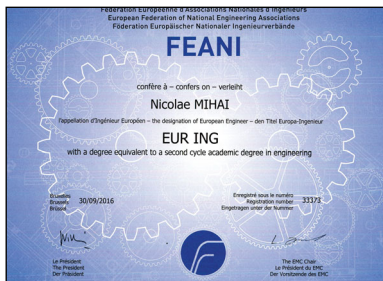 Fédération Européenne d'Associations Nationales d'Ingénieurs
European Federation of National Engineering Associations
Föderation Europäischer Nationaler Ingenieurverbände
FEANI
confère à – confers on – verleiht
Nicolae MIHAI
l'appellation d'Ingénieur Européen – the designation of European Engineer – den Titel Europa-Ingenieur
EUR ING
with a degree equivalent to a second cycle academic degree in engineering
Bruxelles
Brussels 30/09/2016
Brüssel
Enregistré sous le numéro
Registration number 33373
Eingetragen unter der Nummer
Le Président
The President
Der Präsident
The EMC Chair
Le Président du EMC
Der Vorsitzende des EMC